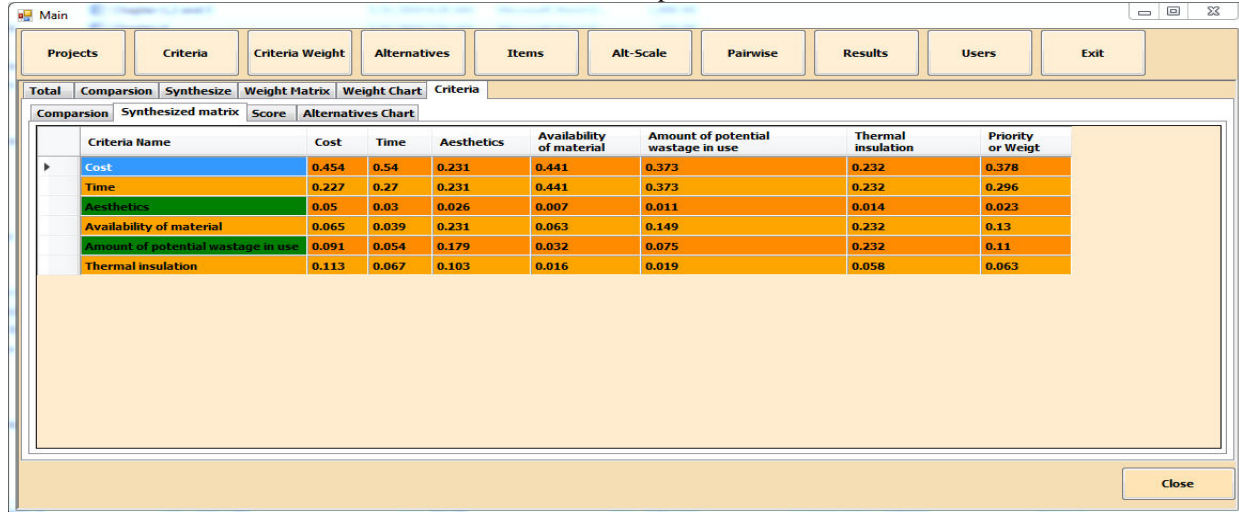 Main
Projects Criteria Criteria Weight Alternatives Items Alt-Scale Pairwise Results Users Exit
Total Comparsion Synthesize Weight Matrix Weight Chart Criteria
Comparsion Synthesized matrix Score Alternatives Chart
Criteria Name Cost Time Aesthetics Availability of material Amount of potential wastage in use Thermal insulation Priority or Weigt
Cost 0.454 0.54 0.231 0.441 0.373 0.232 0.378
Time 0.227 0.27 0.231 0.441 0.373 0.232 0.296
Aesthetics 0.05 0.03 0.026 0.007 0.011 0.014 0.023
Availability of material 0.065 0.039 0.231 0.063 0.149 0.232 0.13
Amount of potential wastage in use 0.091 0.054 0.179 0.032 0.075 0.232 0.11
Thermal insulation 0.113 0.067 0.103 0.016 0.019 0.058 0.063
Close